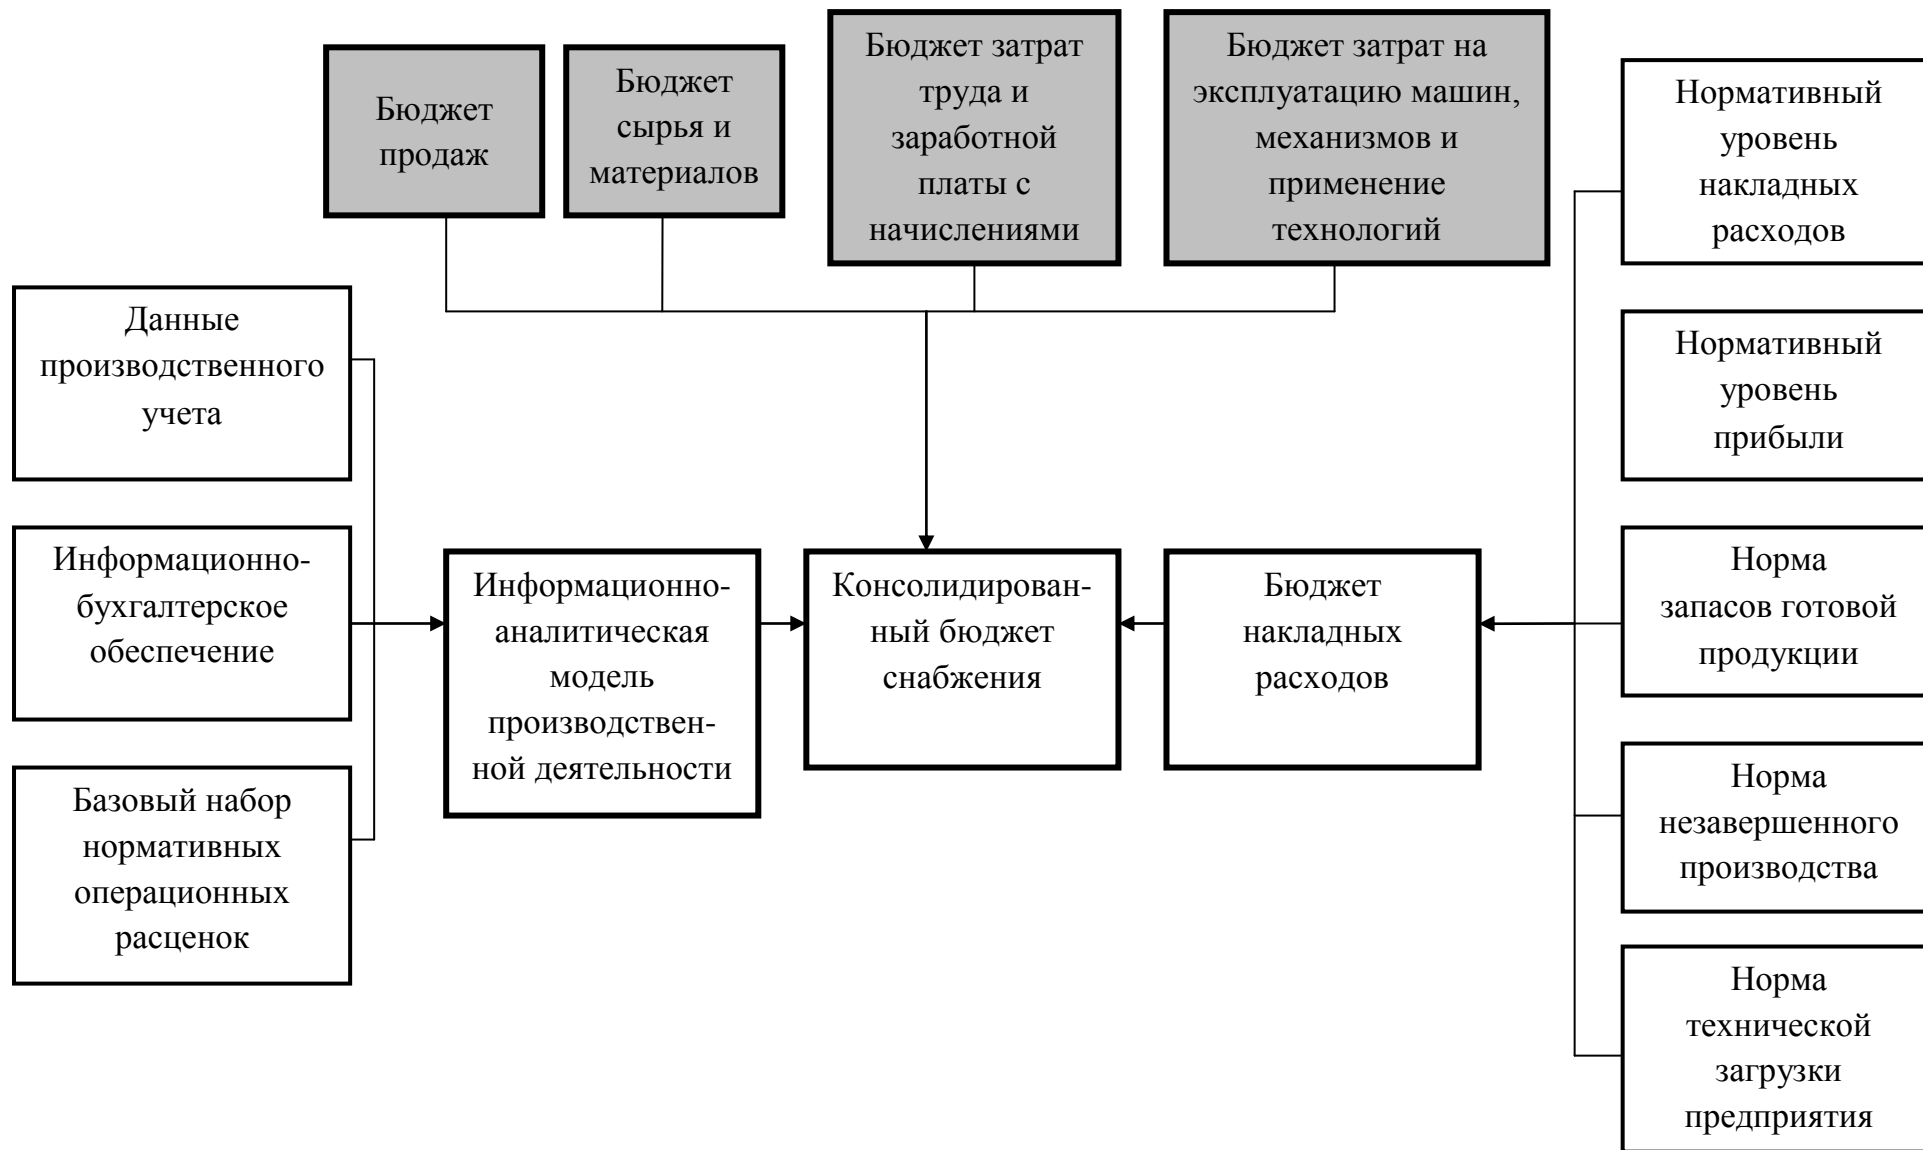 Бюджет
продаж
Бюджет
сырья и
материалов
Бюджет затрат
труда и
заработной
платы с
начислениями
Бюджет затрат на
эксплуатацию машин,
механизмов и
применение
технологий
Нормативный
уровень
накладных
расходов
Данные
производственного
учета
Нормативный
уровень
прибыли
Информационно-
бухгалтерское
обеспечение
Информационно-
аналитическая
модель
производствен-
ной деятельности
Консолидирован-
ный бюджет
снабжения
Бюджет
накладных
расходов
Норма
запасов готовой
продукции
Базовый набор
нормативных
операционных
расценок
Норма
незавершенного
производства
Норма
технической
загрузки
предприятия